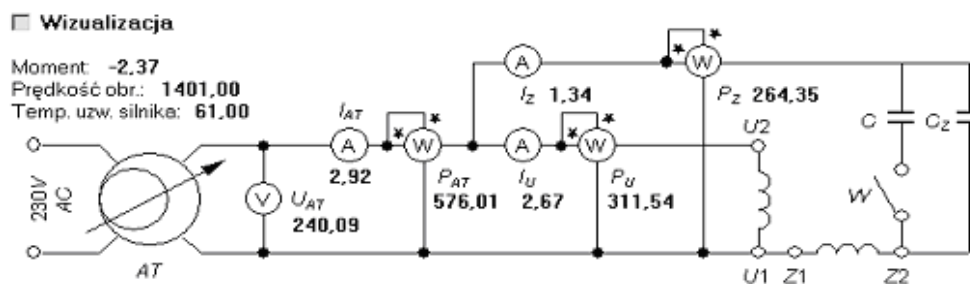 Wizualizacja
Moment: -2,37
Prędkość obr.: 1401,00
Temp. uzw. silnika: 61,00
230V AC
AT
V
U_AT
240,09
I_AT
A
2,92
* *
W
P_AT
576,01
A
I_Z 1,34
A
I_U
2,67
* *
W
P_U
311,54
* *
W
P_Z 264,35
U2
U1
Z1
Z2
C
C_Z
W